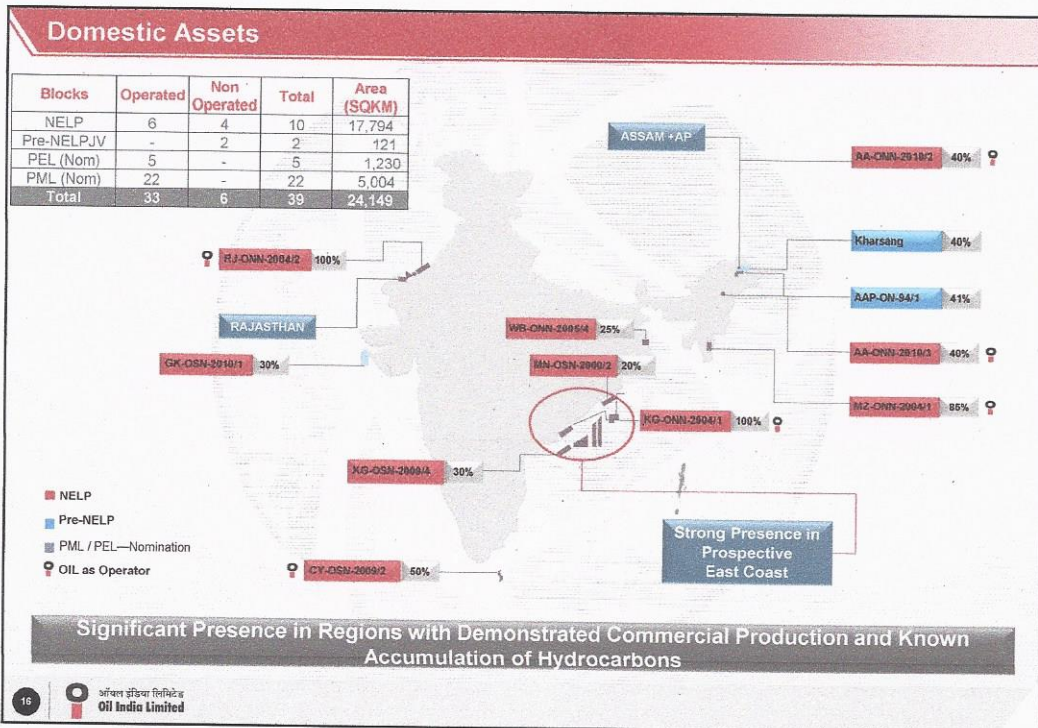 Domestic Assets
Blocks Operated Non Operated Total Area (SQKM)
NELP 6 4 10 17,794
Pre-NELPJV - 2 2 121
PEL (Nom) 5 - 5 1,230
PML (Nom) 22 - 22 5,004
Total 33 6 39 24,149
ASSAM +AP
AA-ONN-2010/2 40%
Kharsang 40%
RJ-ONN-2004/2 100%
AAP-ON-94/1 41%
RAJASTHAN
WB-ONN-2005/4 25%
GK-OSN-2010/1 30%
MN-OSN-2000/2 20%
AA-ONN-2010/3 40%
MZ-ONN-2004/1 85%
KG-ONN-2004/1 100%
KG-OSN-2009/4 30%
NELP
Pre-NELP
PML / PEL—Nomination
OIL as Operator
CY-OSN-2009/2 50%
Strong Presence in
Prospective
East Coast
Significant Presence in Regions with Demonstrated Commercial Production and Known
Accumulation of Hydrocarbons
16
ऑयल इंडिया लिमिटेड
Oil India Limited